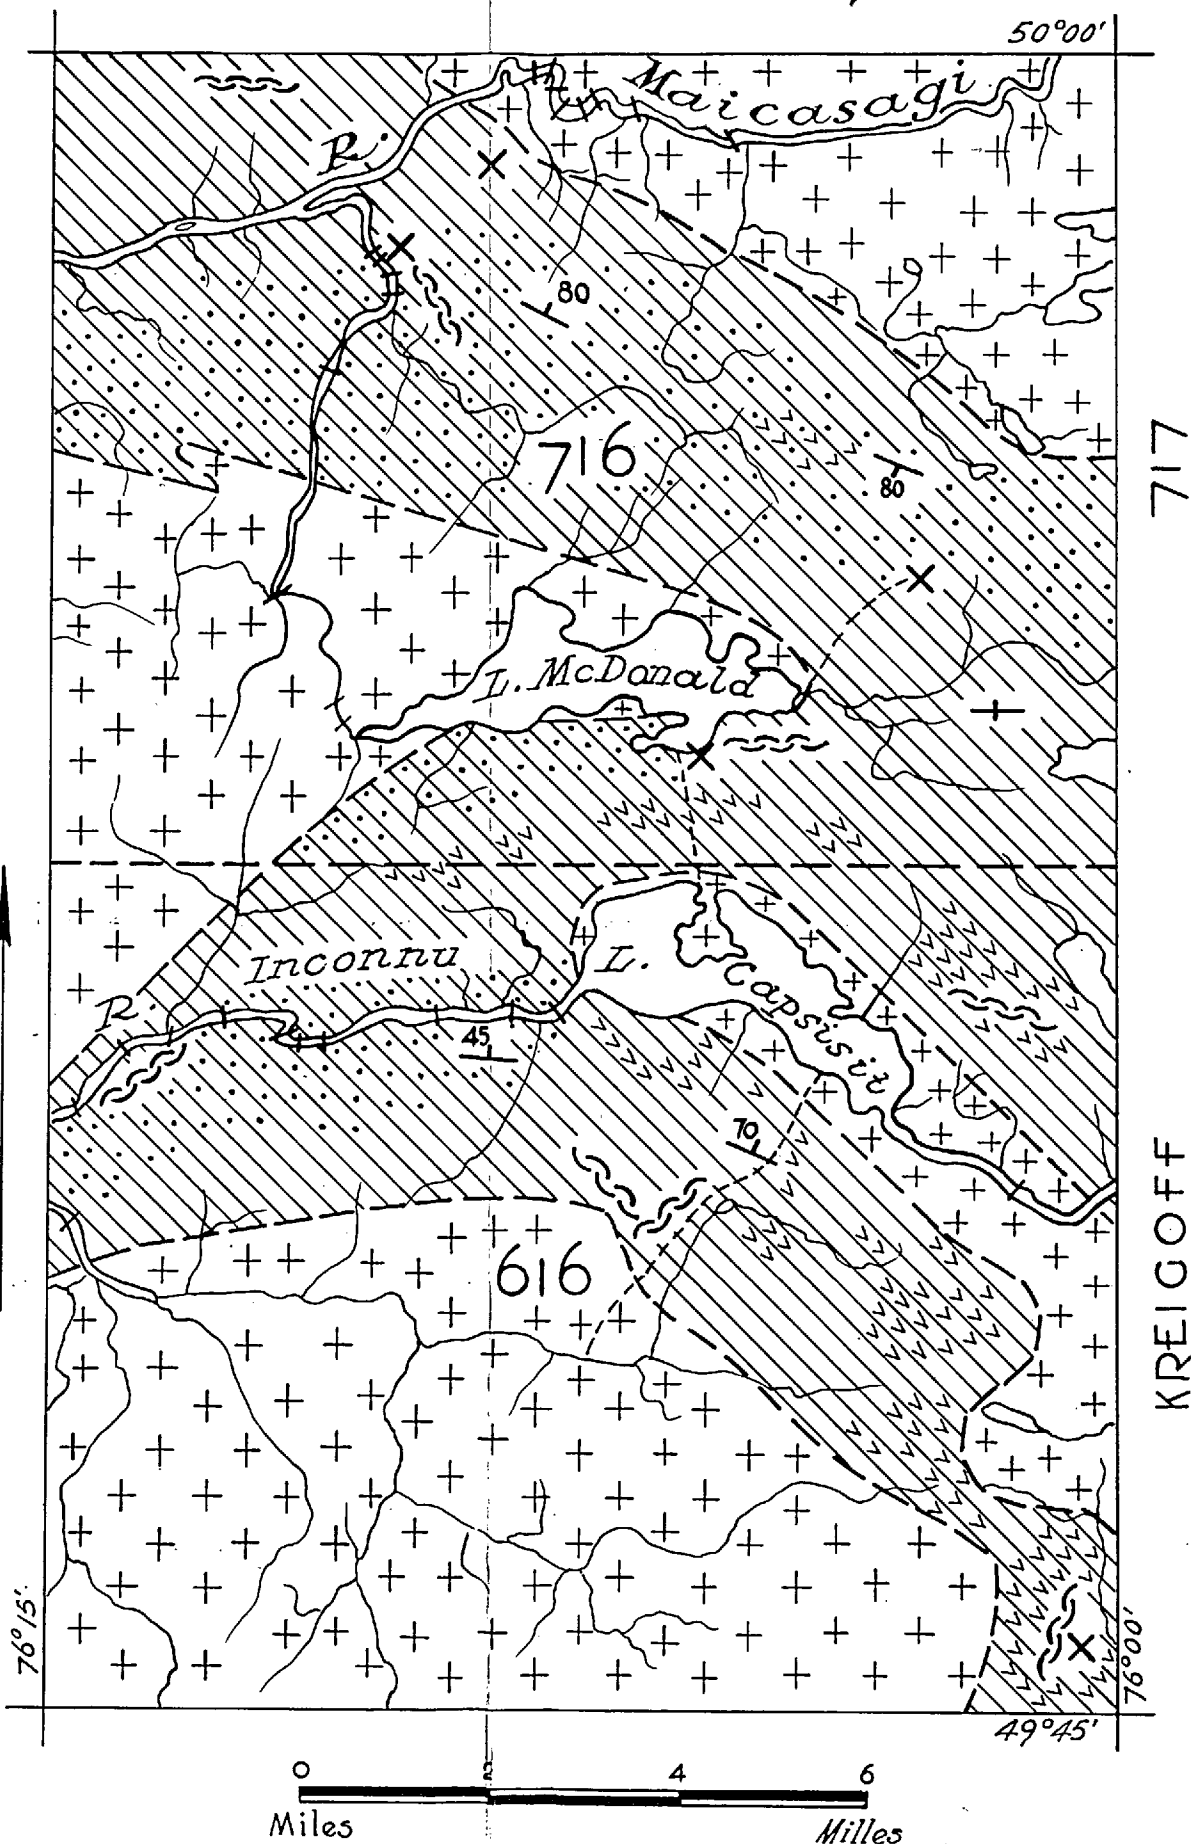 50°00'
Maicasagi
R.
80
717
716
80
L. McDonald
Inconnu
R.
L. Capsisit
45
70
616
KREIGOFF
76°15'
76°00'
49°45'
0 2 4 6
Miles Milles